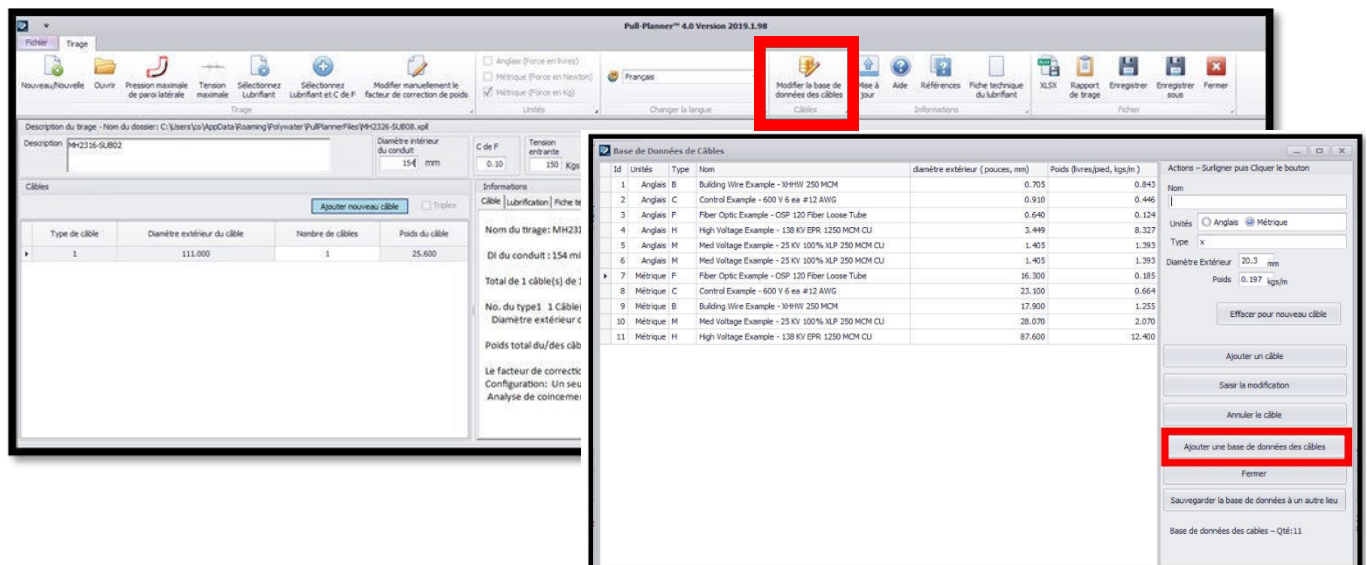 Pull-Planner™ 4.0 Version 2019.1.98
Fichier Tirage
Nouveau/Nouvelle
Ouvrir
Pression maximale
de paroi latérale
Tension
maximale
Sélectionnez
Lubrifiant
Sélectionnez
Lubrifiant et C de F
Modifier manuellement le
facteur de correction de poids
Tirage
Anglais (Force en livres)
Métrique (Force en Newton)
Métrique (Force en Kg)
Unités
Français
Changer la langue
Modifier la base de
données des câbles
Câbles
Mise à
jour
Aide
Références
Fiche technique
du lubrifiant
Informations
XLSX
Rapport
de tirage
Enregistrer
Enregistrer
sous
Fermer
Fichier
Description du tirage - Nom du dossier: C:\Users\co\AppData\Roaming\Polywater\PullPlannerFiles\MH2326-SUB08.xpll
Description MH2316-SUB02
Diamètre intérieur
du conduit
154 mm
C de F
0.10
Tension
entrante
150 Kgs
Câbles
Ajouter nouveau câble Triplex
Type de câble Diamètre extérieur du câble Nombre de câbles Poids du câble
1 111.000 1 25.600
Informations
Câble Lubrification Fiche te
Nom du tirage: MH231
DI du conduit : 154 mi
Total de 1 câble(s) de 1
No. du type1 1 Câble(
Diamètre extérieur d
Poids total du/des câb
Le facteur de correctio
Configuration: Un seu
Analyse de coinceme
Base de Données de Câbles
Id Unités Type Nom diamètre extérieur ( pouces, mm) Poids (livres/pied, kgs/m )
1 Anglais B Building Wire Example - XHHW 250 MCM 0.705 0.843
2 Anglais C Control Example - 600 V 6 ea #12 AWG 0.910 0.446
3 Anglais F Fiber Optic Example - OSP 120 Fiber Loose Tube 0.640 0.124
4 Anglais H High Voltage Example - 138 KV EPR 1250 MCM CU 3.449 8.327
5 Anglais M Med Voltage Example - 25 KV 100% XLP 250 MCM CU 1.405 1.393
6 Anglais M Med Voltage Example - 25 KV 100% XLP 250 MCM CU 1.405 1.393
7 Métrique F Fiber Optic Example - OSP 120 Fiber Loose Tube 16.300 0.185
8 Métrique C Control Example - 600 V 6 ea #12 AWG 23.100 0.664
9 Métrique B Building Wire Example - XHHW 250 MCM 17.900 1.255
10 Métrique M Med Voltage Example - 25 KV 100% XLP 250 MCM CU 28.070 2.070
11 Métrique H High Voltage Example - 138 KV EPR 1250 MCM CU 87.600 12.400
Actions – Surligner puis Cliquer le bouton
Nom
Unités Anglais Métrique
Type x
Diamètre Extérieur 20.3 mm
Poids 0.197 kgs/m
Effacer pour nouveau câble
Ajouter un câble
Saisir la modification
Annuler le câble
Ajouter une base de données des câbles
Fermer
Sauvegarder la base de données à un autre lieu
Base de données des cables – Qté:11